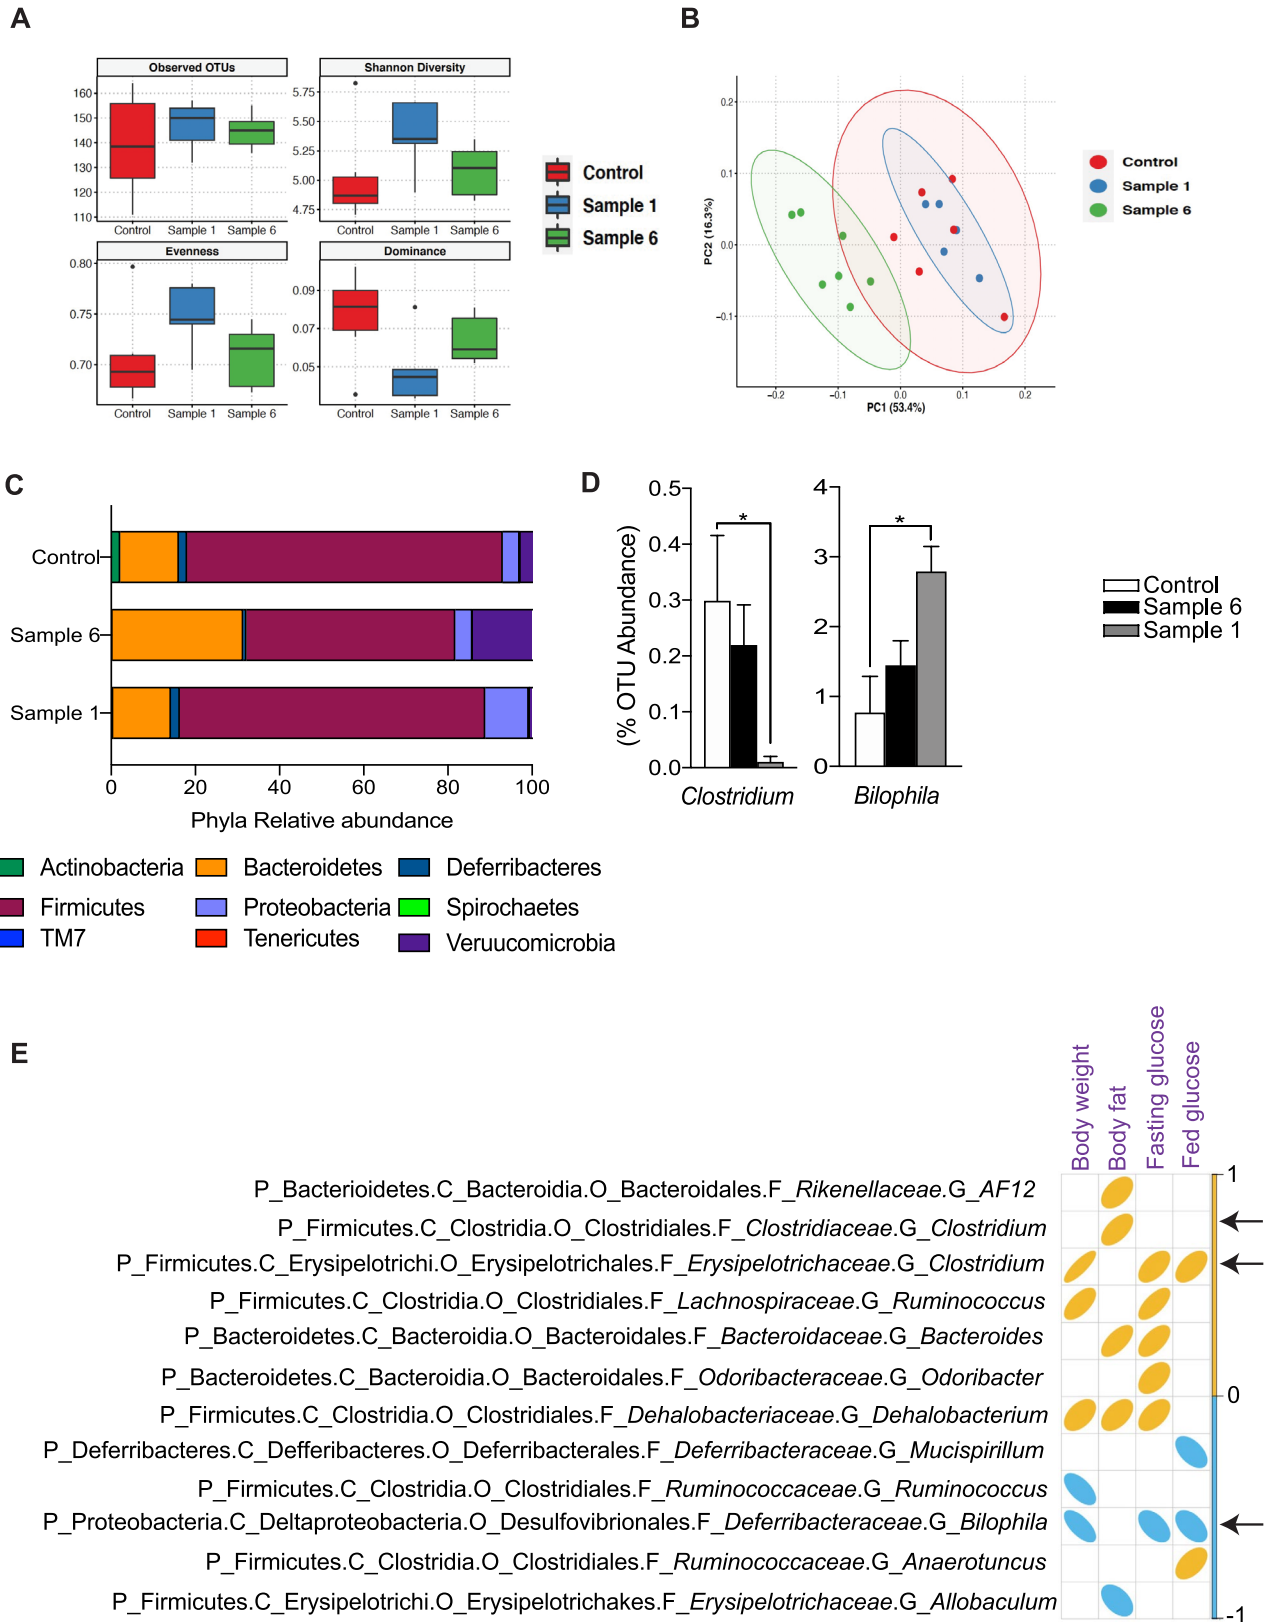 A
B
Observed OTUs
Shannon Diversity
160
150
140
130
120
110
Control
Sample 1
Sample 6
5.75
5.50
5.25
5.00
4.75
Control
Sample 1
Sample 6
Evenness
Dominance
0.80
0.75
0.70
Control
Sample 1
Sample 6
0.09
0.07
0.05
Control
Sample 1
Sample 6
Control
Sample 1
Sample 6
PC2 (16.3%)
0.2
0.1
0.0
−0.1
−0.2
−0.1
0.0
0.1
0.2
PC1 (53.4%)
Control
Sample 1
Sample 6
C
Control
Sample 6
Sample 1
0
20
40
60
80
100
Phyla Relative abundance
Actinobacteria
Bacteroidetes
Deferribacteres
Firmicutes
Proteobacteria
Spirochaetes
TM7
Tenericutes
Veruucomicrobia
D
(% OTU Abundance)
0.5
0.4
0.3
0.2
0.1
0.0
*
Clostridium
4
3
2
1
0
*
Bilophila
Control
Sample 6
Sample 1
E
Body weight
Body fat
Fasting glucose
Fed glucose
P_Bacterioidetes.C_Bacteroidia.O_Bacteroidales.F_Rikenellaceae.G_AF12
P_Firmicutes.C_Clostridia.O_Clostridiales.F_Clostridiaceae.G_Clostridium
P_Firmicutes.C_Erysipelotrichi.O_Erysipelotrichales.F_Erysipelotrichaceae.G_Clostridium
P_Firmicutes.C_Clostridia.O_Clostridiales.F_Lachnospiraceae.G_Ruminococcus
P_Bacteroidetes.C_Bacteroidia.O_Bacteroidales.F_Bacteroidaceae.G_Bacteroides
P_Bacteroidetes.C_Bacteroidia.O_Bacteroidales.F_Odoribacteraceae.G_Odoribacter
P_Firmicutes.C_Clostridia.O_Clostridiales.F_Dehalobacteriaceae.G_Dehalobacterium
P_Deferribacteres.C_Defferibacteres.O_Deferribacterales.F_Deferribacteraceae.G_Mucispirillum
P_Firmicutes.C_Clostridia.O_Clostridiales.F_Ruminococcaceae.G_Ruminococcus
P_Proteobacteria.C_Deltaproteobacteria.O_Desulfovibrionales.F_Deferribacteraceae.G_Bilophila
P_Firmicutes.C_Clostridia.O_Clostridiales.F_Ruminococcaceae.G_Anaerotuncus
P_Firmicutes.C_Erysipelotrichi.O_Erysipelotrichakes.F_Erysipelotrichaceae.G_Allobaculum
1
0
-1